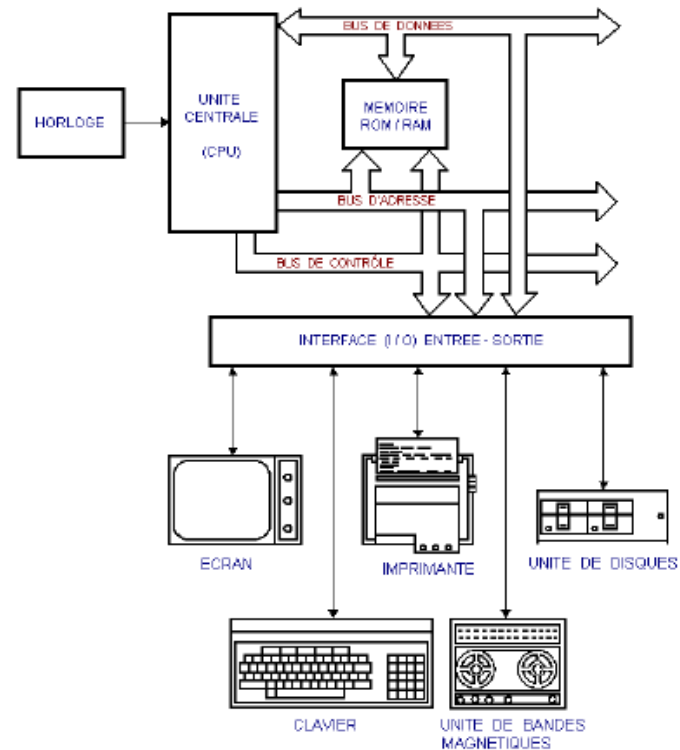 BUS DE DONNEES
UNITE
CENTRALE
(CPU)
MEMOIRE
ROM / RAM
HORLOGE
BUS D'ADRESSE
BUS DE CONTRÔLE
INTERFACE (I / O) ENTREE - SORTIE
ECRAN
IMPRIMANTE
UNITE DE DISQUES
CLAVIER
UNITE DE BANDES
MAGNETIQUES